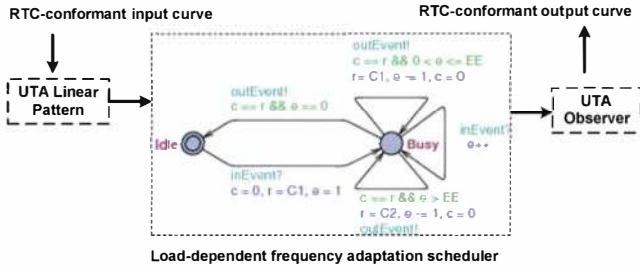 RTC-conformant input curve
RTC-conformant output curve
UTA Linear
Pattern
outEvent!
c == r && 0 < e <= EE
r = C1, e -= 1, c = 0
outEvent!
c == r && e == 0
Idle
Busy
inEvent?
e++
inEvent?
c = 0, r = C1, e = 1
c == r && e > EE
r = C2, e -= 1, c = 0
outEvent!
UTA
Observer
Load-dependent frequency adaptation scheduler